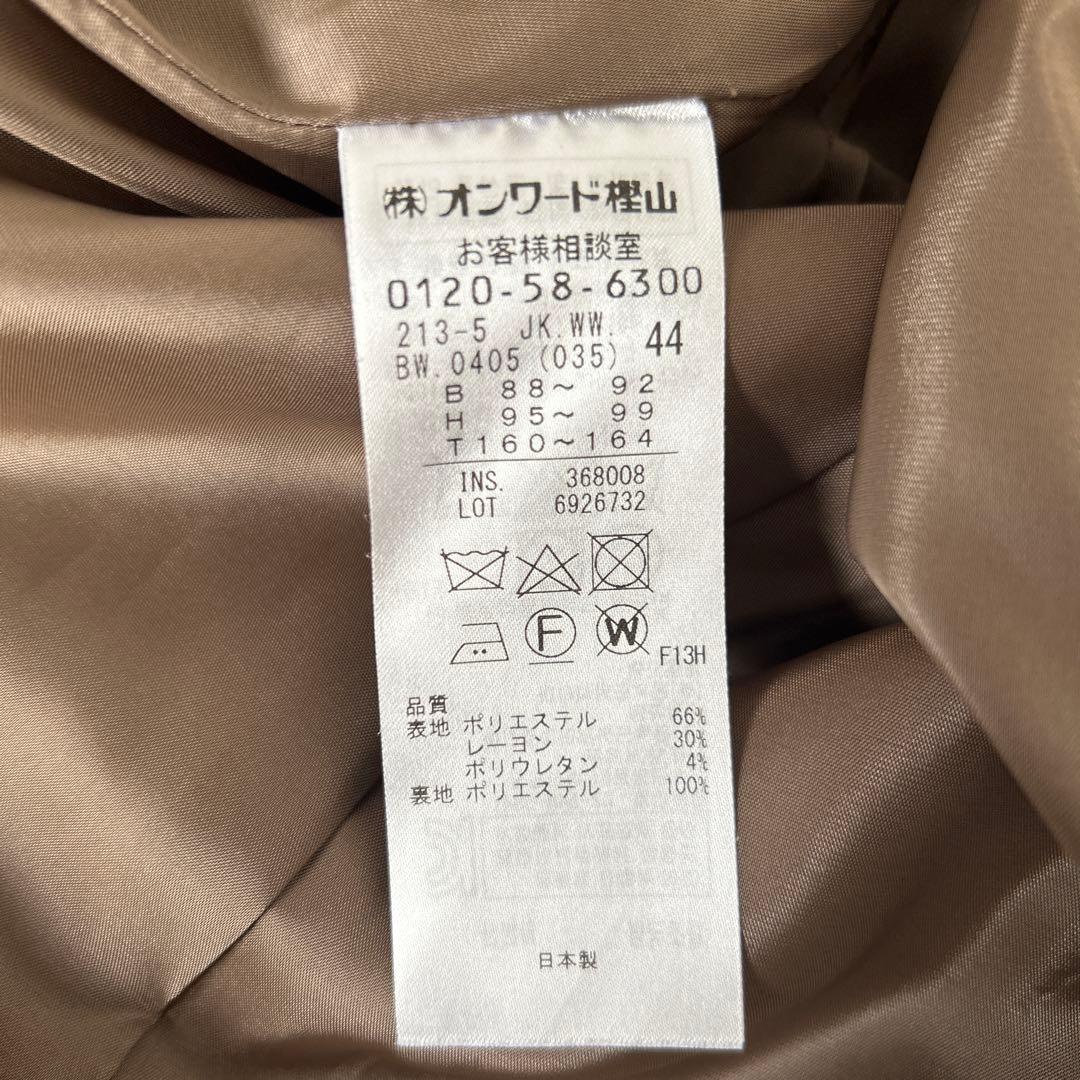 ㈱オンワード樫山
お客様相談室
0120-58-6300
213-5 JK.WW.
BW.0405 (035) 44
B 88～ 92
H 95～ 99
T160～164
INS. 368008
LOT 6926732
F
W
F13H
品質
表地 ポリエステル 66%
レーヨン 30%
ポリウレタン 4%
裏地 ポリエステル 100%
日本製